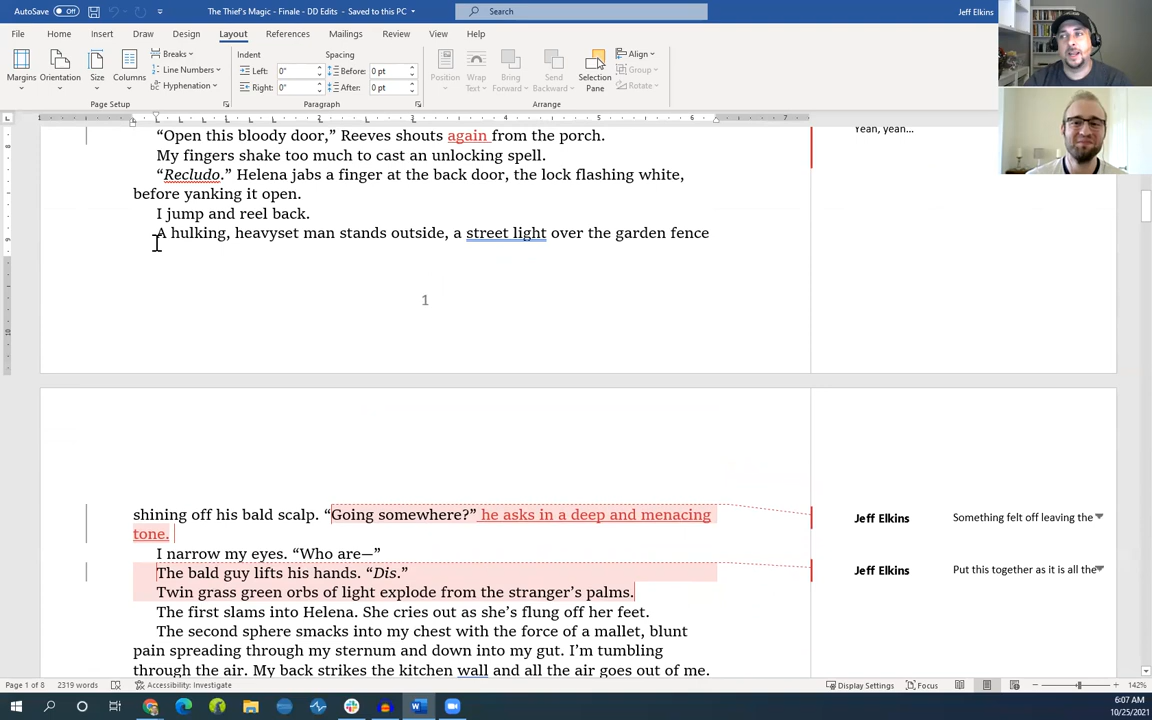 AutoSave Off The Thief's Magic - Finale - DD Edits - Saved to this PC Search Jeff Elkins
File Home Insert Draw Design Layout References Mailings Review View Help
Margins Orientation Size Columns Breaks Line Numbers Hyphenation Indent Left: 0" Right: 0" Spacing Before: 0 pt After: 0 pt Position Wrap Text Bring Forward Send Backward Selection Pane Align Group Rotate
Page Setup Paragraph Arrange
“Open this bloody door,” Reeves shouts again from the porch.
Yeah, yeah...
My fingers shake too much to cast an unlocking spell.
“Recludo.” Helena jabs a finger at the back door, the lock flashing white,
before yanking it open.
I jump and reel back.
A hulking, heavyset man stands outside, a street light over the garden fence
1
shining off his bald scalp. “Going somewhere?” he asks in a deep and menacing
tone.
Jeff Elkins Something felt off leaving the
I narrow my eyes. “Who are—”
The bald guy lifts his hands. “Dis.”
Jeff Elkins Put this together as it is all the
Twin grass green orbs of light explode from the stranger’s palms.
The first slams into Helena. She cries out as she’s flung off her feet.
The second sphere smacks into my chest with the force of a mallet, blunt
pain spreading through my sternum and down into my gut. I’m tumbling
through the air. My back strikes the kitchen wall and all the air goes out of me.
Page 1 of 8 2319 words Accessibility: Investigate Display Settings Focus 142%
6:07 AM
10/25/2021